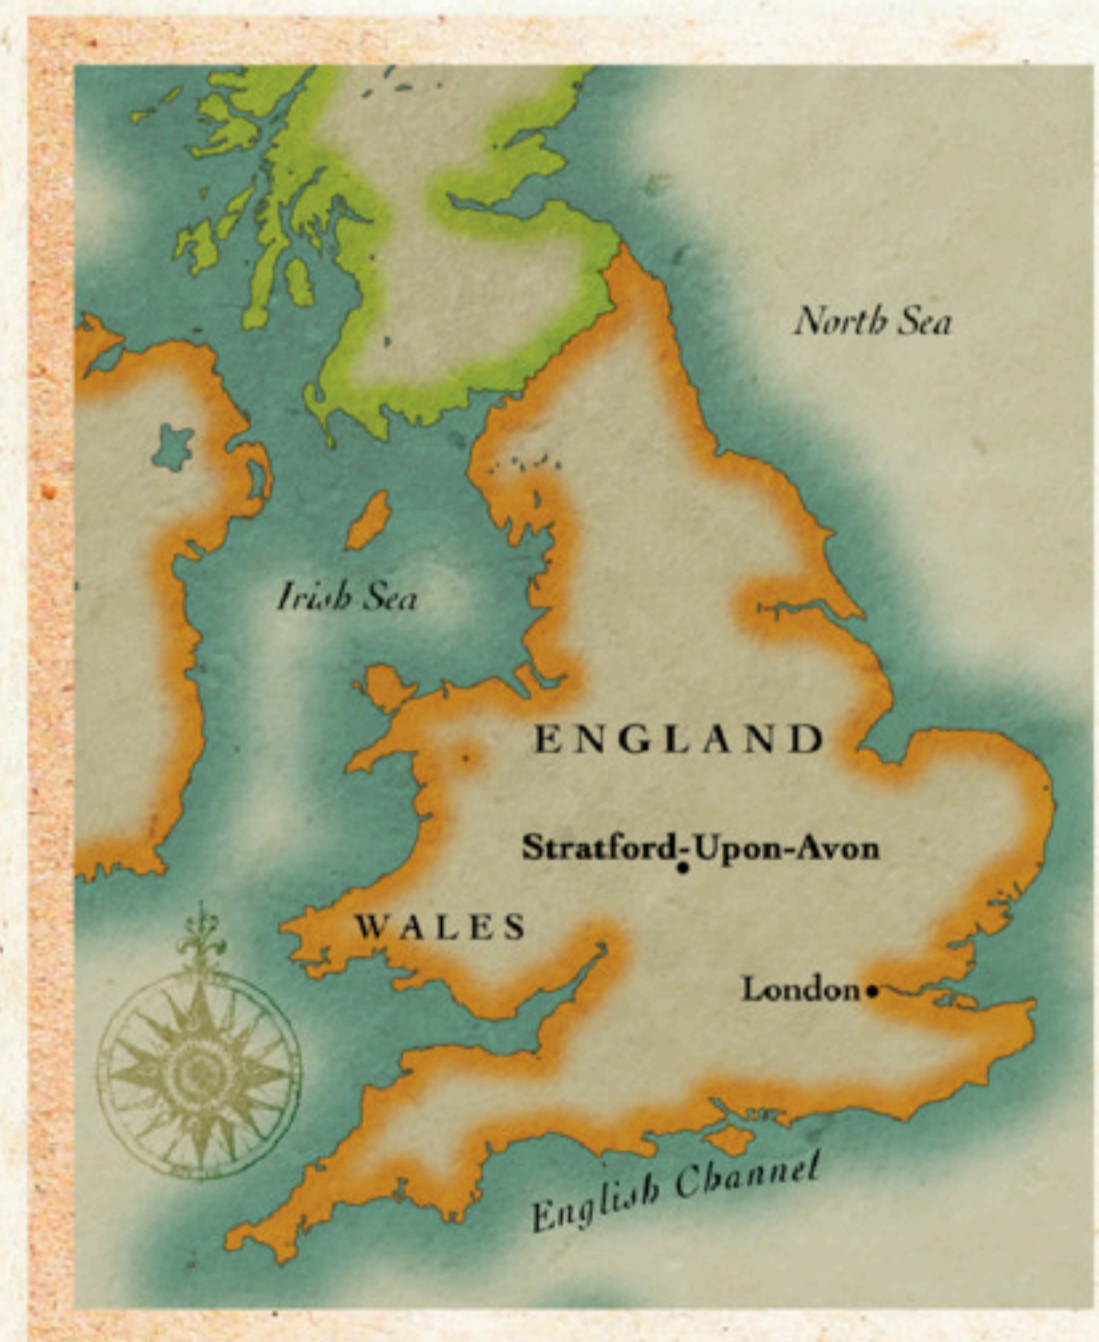 North Sea
Irish Sea
ENGLAND
Stratford-Upon-Avon
WALES
London
English Channel